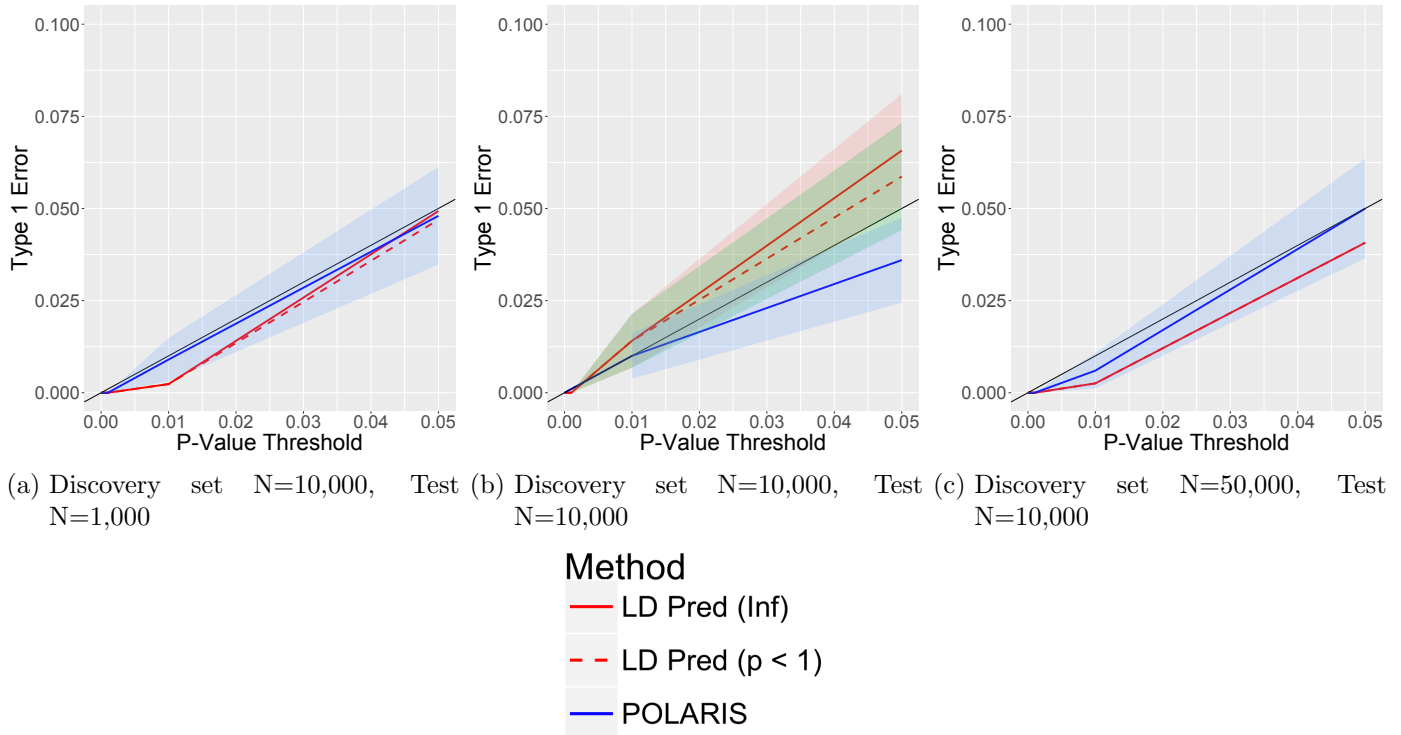 0.100
0.075
0.050
0.025
0.000
Type 1 Error
0.00 0.01 0.02 0.03 0.04 0.05
P-Value Threshold
(a) Discovery set N=10,000, Test
N=1,000
0.100
0.075
0.050
0.025
0.000
Type 1 Error
0.00 0.01 0.02 0.03 0.04 0.05
P-Value Threshold
(b) Discovery set N=10,000, Test
N=10,000
0.100
0.075
0.050
0.025
0.000
Type 1 Error
0.00 0.01 0.02 0.03 0.04 0.05
P-Value Threshold
(c) Discovery set N=50,000, Test
N=10,000
Method
LD Pred (Inf)
LD Pred (p < 1)
POLARIS